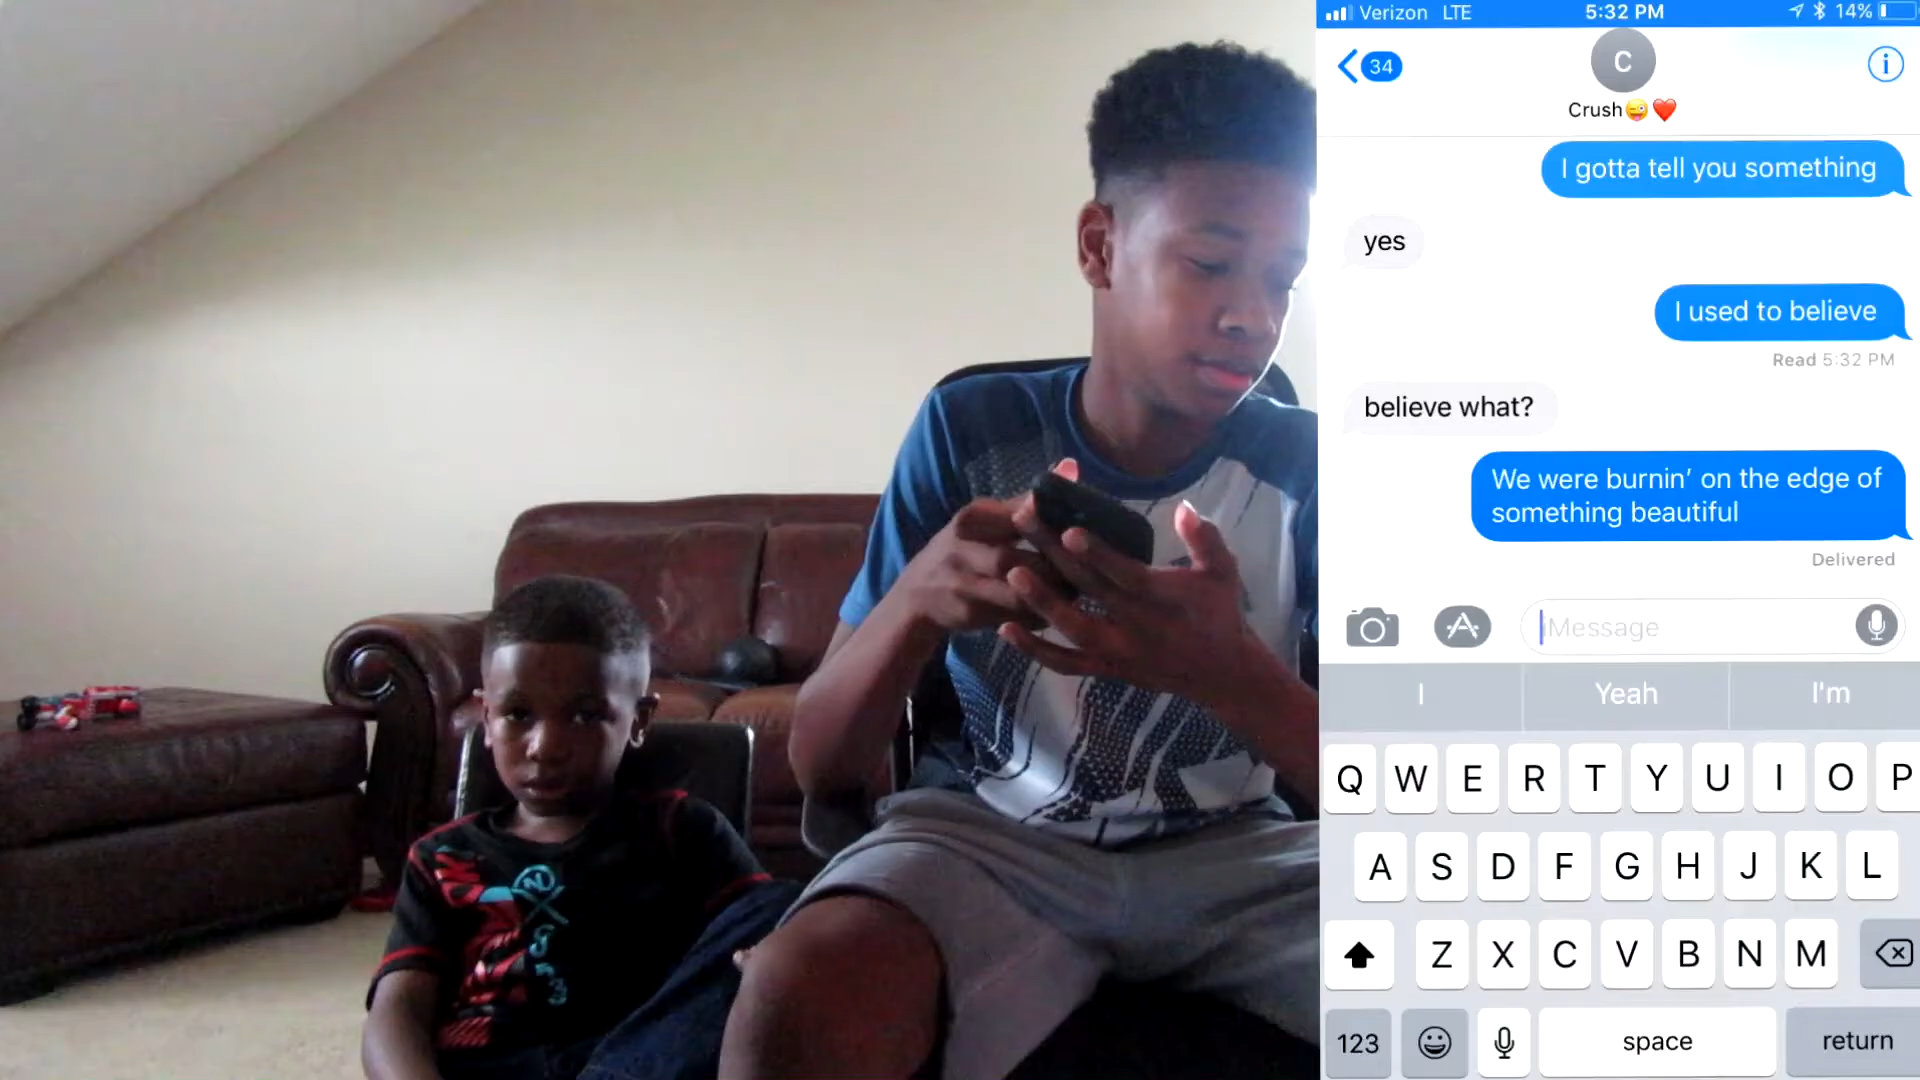 Verizon LTE 5:32 PM 14%
34
C
Crush😜❤️
I gotta tell you something
yes
I used to believe
Read 5:32 PM
believe what?
We were burnin’ on the edge of
something beautiful
Delivered
iMessage
I Yeah I'm
Q W E R T Y U I O P
A S D F G H J K L
Z X C V B N M
123 space return